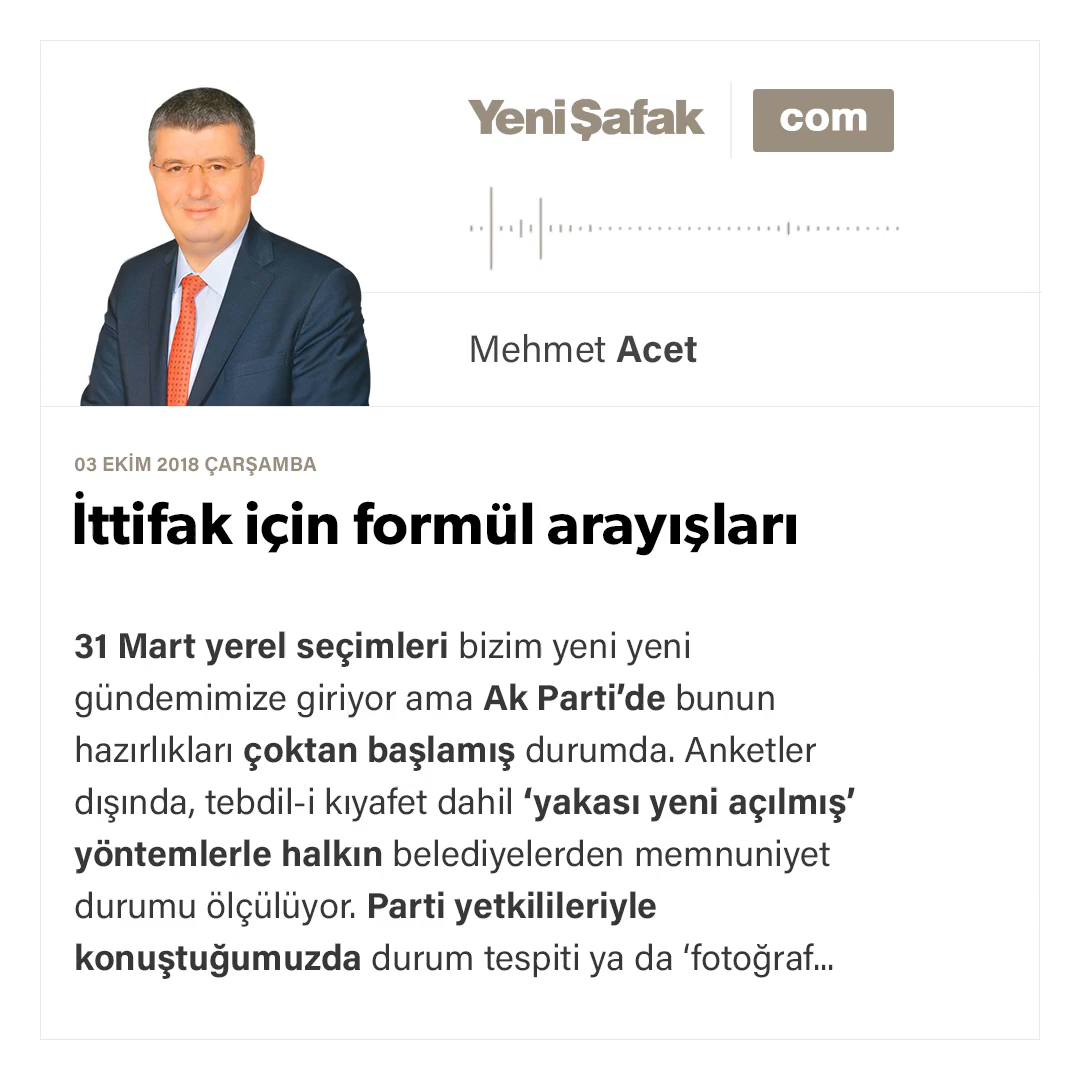 YeniŞafak com
Mehmet Acet
03 EKİM 2018 ÇARŞAMBA
İttifak için formül arayışları
31 Mart yerel seçimleri bizim yeni yeni
gündemimize giriyor ama Ak Parti’de bunun
hazırlıkları çoktan başlamış durumda. Anketler
dışında, tebdil-i kıyafet dahil ‘yakası yeni açılmış’
yöntemlerle halkın belediyelerden memnuniyet
durumu ölçülüyor. Parti yetkilileriyle
konuştuğumuzda durum tespiti ya da ‘fotoğraf...